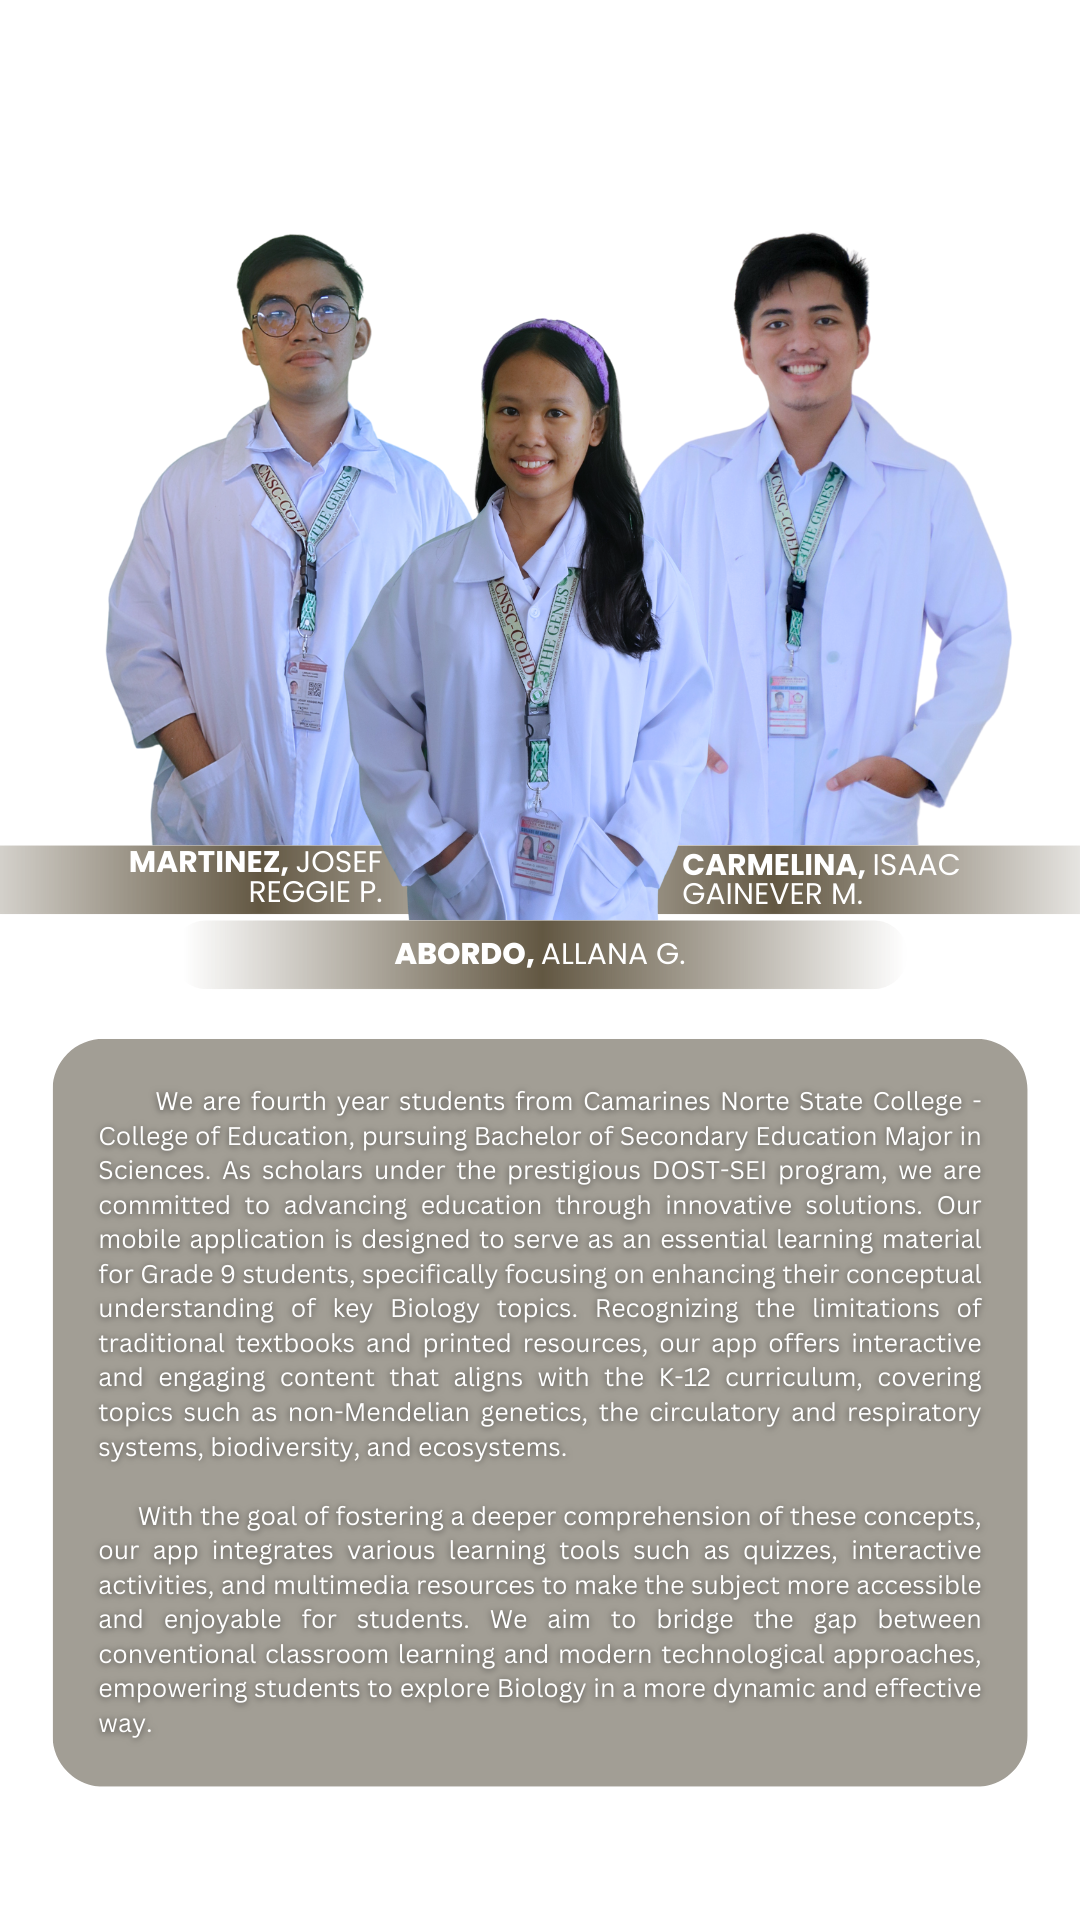 CNSC-COED
THE GENES
CNSC-COED
THE GENES
CNSC-COED
THE GENES
MARTINEZ, JOSEF
REGGIE P.
CARMELINA, ISAAC
GAINEVER M.
ABORDO, ALLANA G.
We are fourth year students from Camarines Norte State College -
College of Education, pursuing Bachelor of Secondary Education Major in
Sciences. As scholars under the prestigious DOST-SEI program, we are
committed to advancing education through innovative solutions. Our
mobile application is designed to serve as an essential learning material
for Grade 9 students, specifically focusing on enhancing their conceptual
understanding of key Biology topics. Recognizing the limitations of
traditional textbooks and printed resources, our app offers interactive
and engaging content that aligns with the K-12 curriculum, covering
topics such as non-Mendelian genetics, the circulatory and respiratory
systems, biodiversity, and ecosystems.
With the goal of fostering a deeper comprehension of these concepts,
our app integrates various learning tools such as quizzes, interactive
activities, and multimedia resources to make the subject more accessible
and enjoyable for students. We aim to bridge the gap between
conventional classroom learning and modern technological approaches,
empowering students to explore Biology in a more dynamic and effective
way.